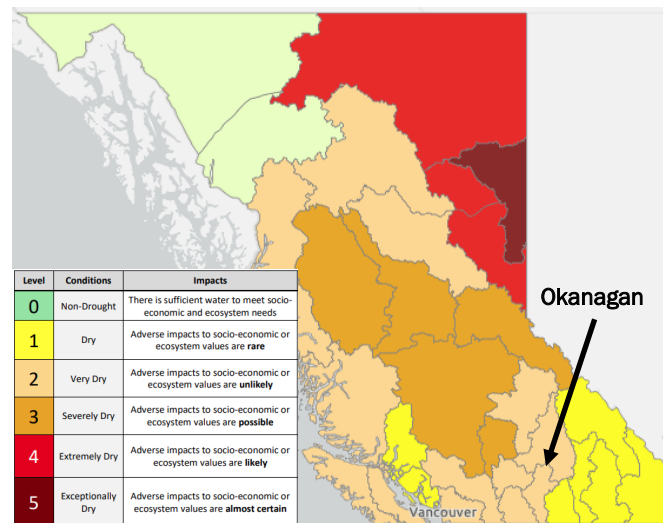 Okanagan
Level Conditions Impacts
0 Non-Drought There is sufficient water to meet socio-
economic and ecosystem needs
1 Dry Adverse impacts to socio-economic or
ecosystem values are rare
2 Very Dry Adverse impacts to socio-economic or
ecosystem values are unlikely
3 Severely Dry Adverse impacts to socio-economic or
ecosystem values are possible
4 Extremely Dry Adverse impacts to socio-economic or
ecosystem values are likely
5 Exceptionally
Dry Adverse impacts to socio-economic or
ecosystem values are almost certain
Vancouver